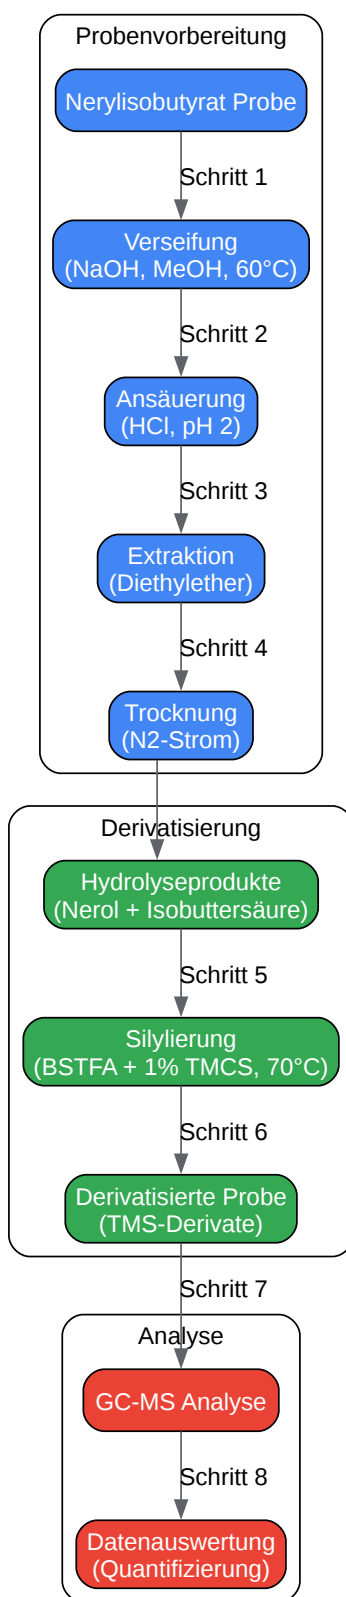 Probenvorbereitung
Nerylisobutyrat Probe
Schritt 1
Verseifung
(NaOH, MeOH, 60°C)
Schritt 2
Ansäuerung
(HCl, pH 2)
Schritt 3
Extraktion
(Diethylether)
Schritt 4
Trocknung
(N2-Strom)
Derivatisierung
Hydrolyseprodukte
(Nerol + Isobuttersäure)
Schritt 5
Silylierung
(BSTFA + 1% TMCS, 70°C)
Schritt 6
Derivatisierte Probe
(TMS-Derivate)
Schritt 7
Analyse
GC-MS Analyse
Schritt 8
Datenauswertung
(Quantifizierung)